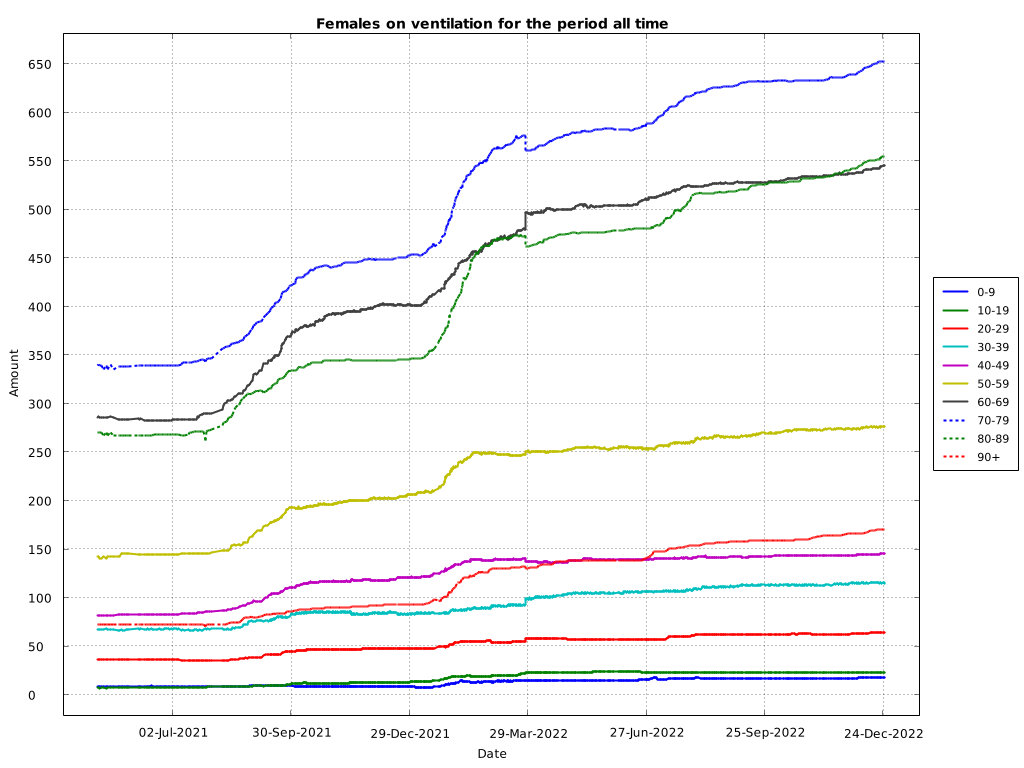 Females on ventilation for the period all time
650
600
550
500
450
400
350
300
250
200
150
100
50
0
Amount
02-Jul-2021
30-Sep-2021
29-Dec-2021
29-Mar-2022
27-Jun-2022
25-Sep-2022
24-Dec-2022
Date
0-9
10-19
20-29
30-39
40-49
50-59
60-69
70-79
80-89
90+